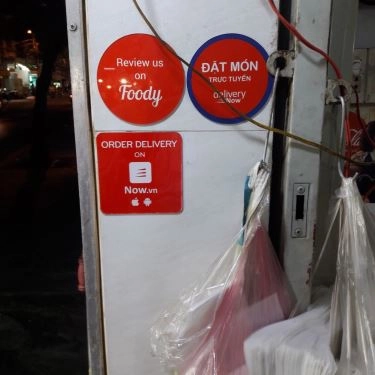 Review us
on
Foody
ĐẶT MÓN
TRỰC TUYẾN
delivery
Now
ORDER DELIVERY
ON
Now.vn